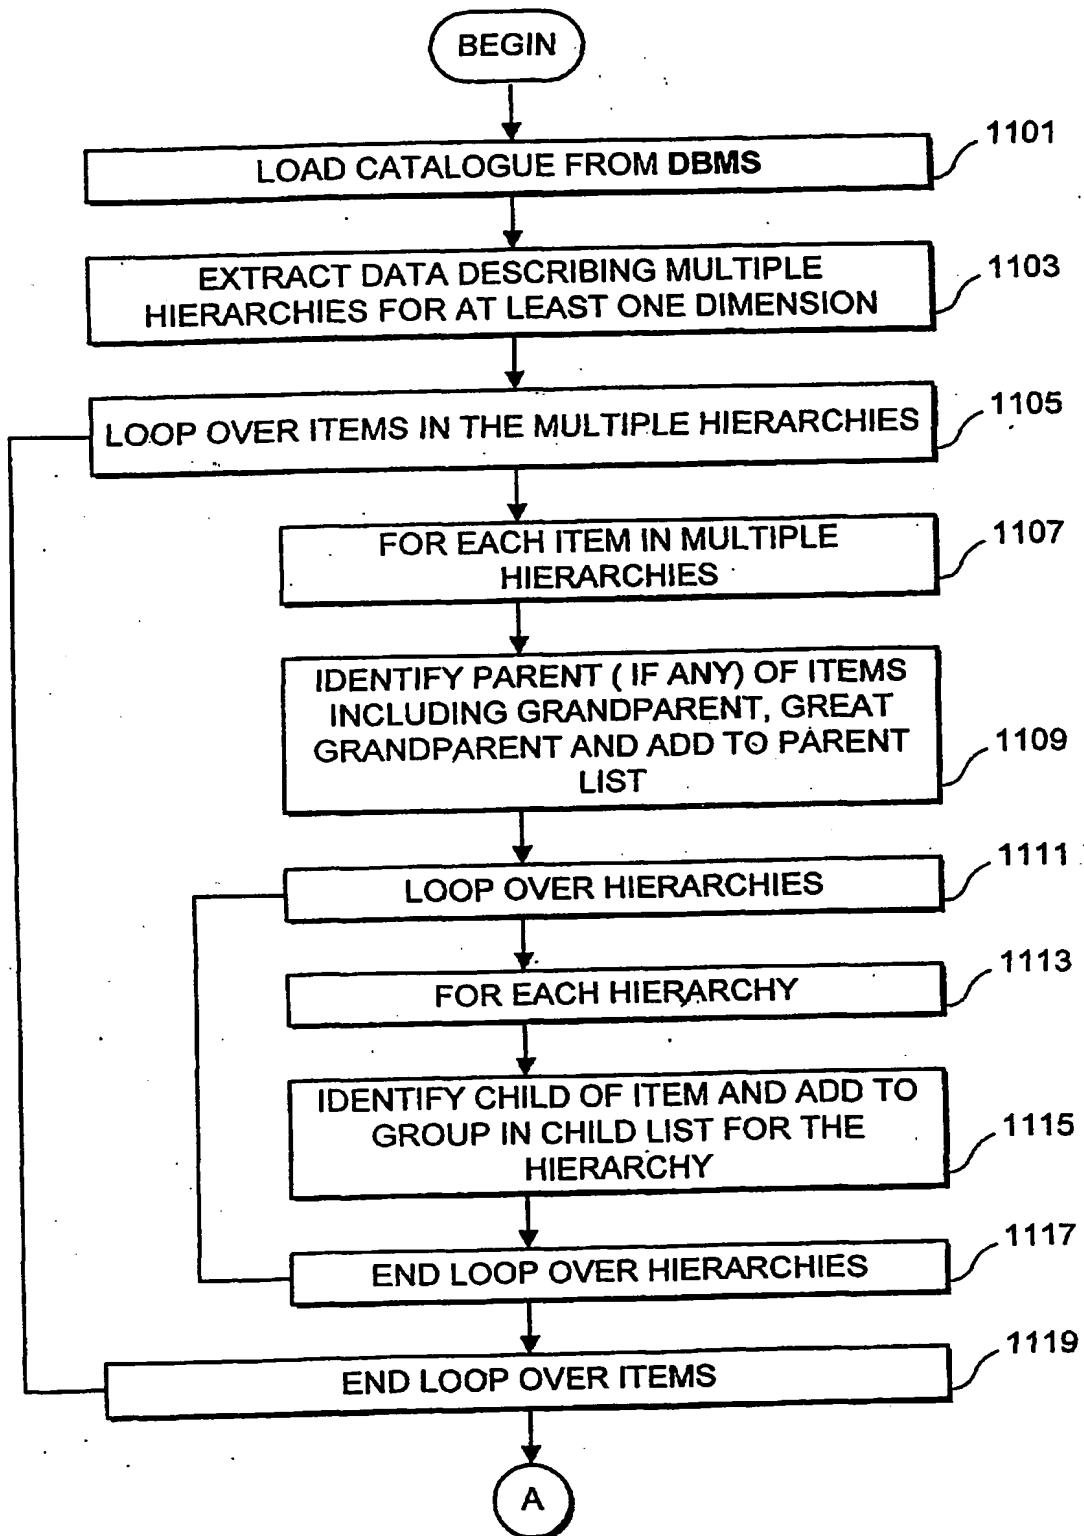 BEGIN
LOAD CATALOGUE FROM DBMS
1101
EXTRACT DATA DESCRIBING MULTIPLE
HIERARCHIES FOR AT LEAST ONE DIMENSION
1103
LOOP OVER ITEMS IN THE MULTIPLE HIERARCHIES
1105
FOR EACH ITEM IN MULTIPLE
HIERARCHIES
1107
IDENTIFY PARENT ( IF ANY) OF ITEMS
INCLUDING GRANDPARENT, GREAT
GRANDPARENT AND ADD TO PARENT
LIST
1109
LOOP OVER HIERARCHIES
1111
FOR EACH HIERARCHY
1113
IDENTIFY CHILD OF ITEM AND ADD TO
GROUP IN CHILD LIST FOR THE
HIERARCHY
1115
END LOOP OVER HIERARCHIES
1117
END LOOP OVER ITEMS
1119
A